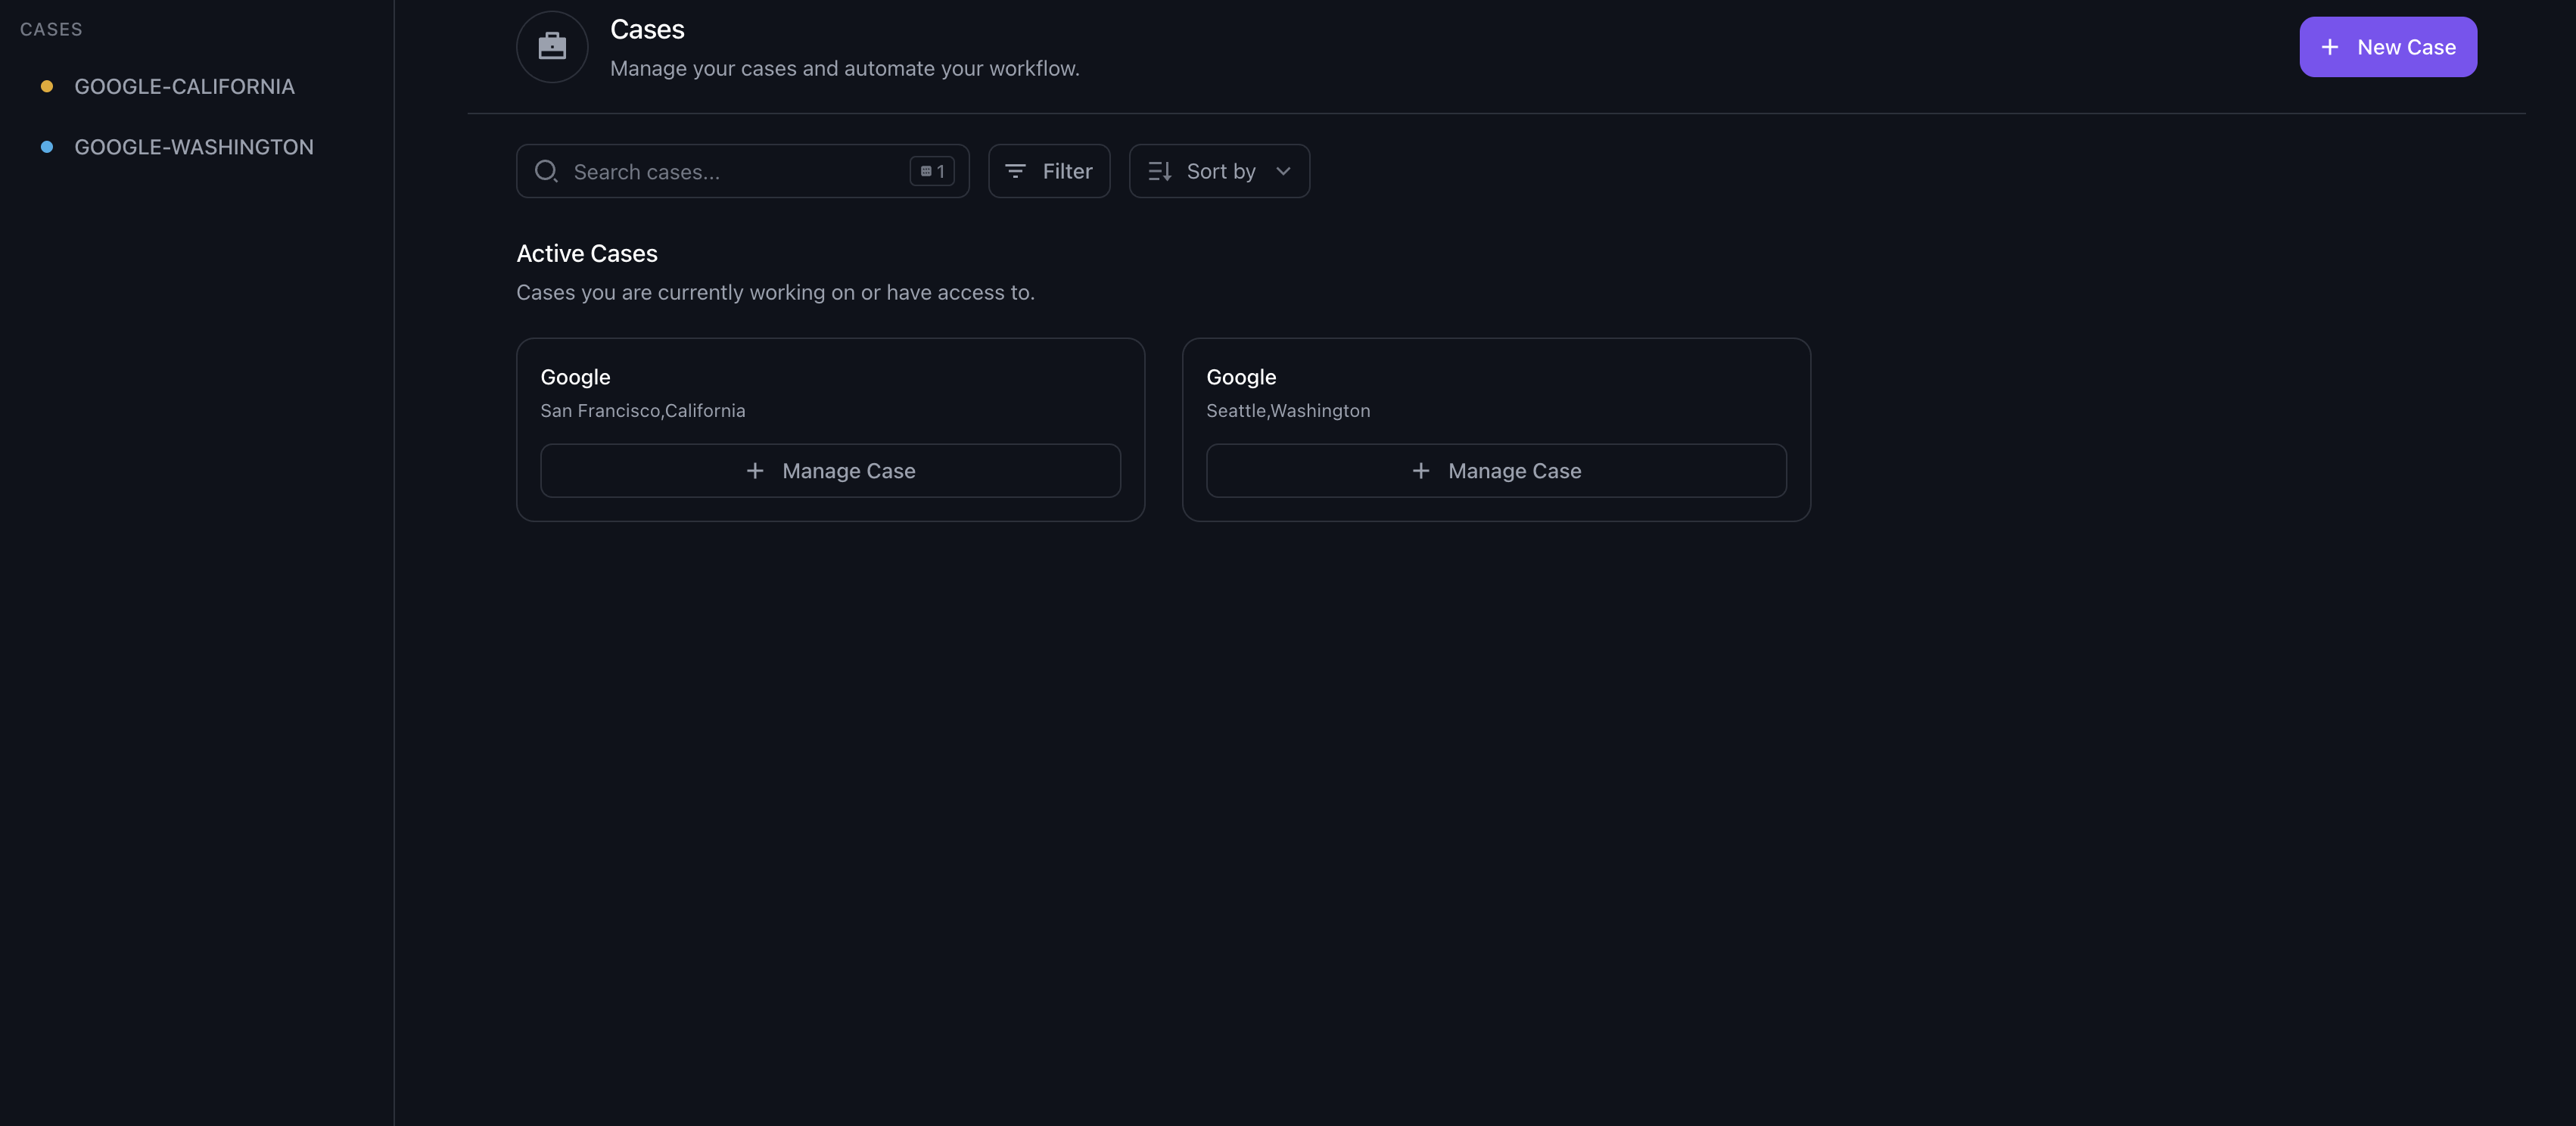 CASES
GOOGLE-CALIFORNIA
GOOGLE-WASHINGTON
Cases
Manage your cases and automate your workflow.
New Case
Search cases...
1
Filter
Sort by
Active Cases
Cases you are currently working on or have access to.
Google
San Francisco,California
Manage Case
Google
Seattle,Washington
Manage Case